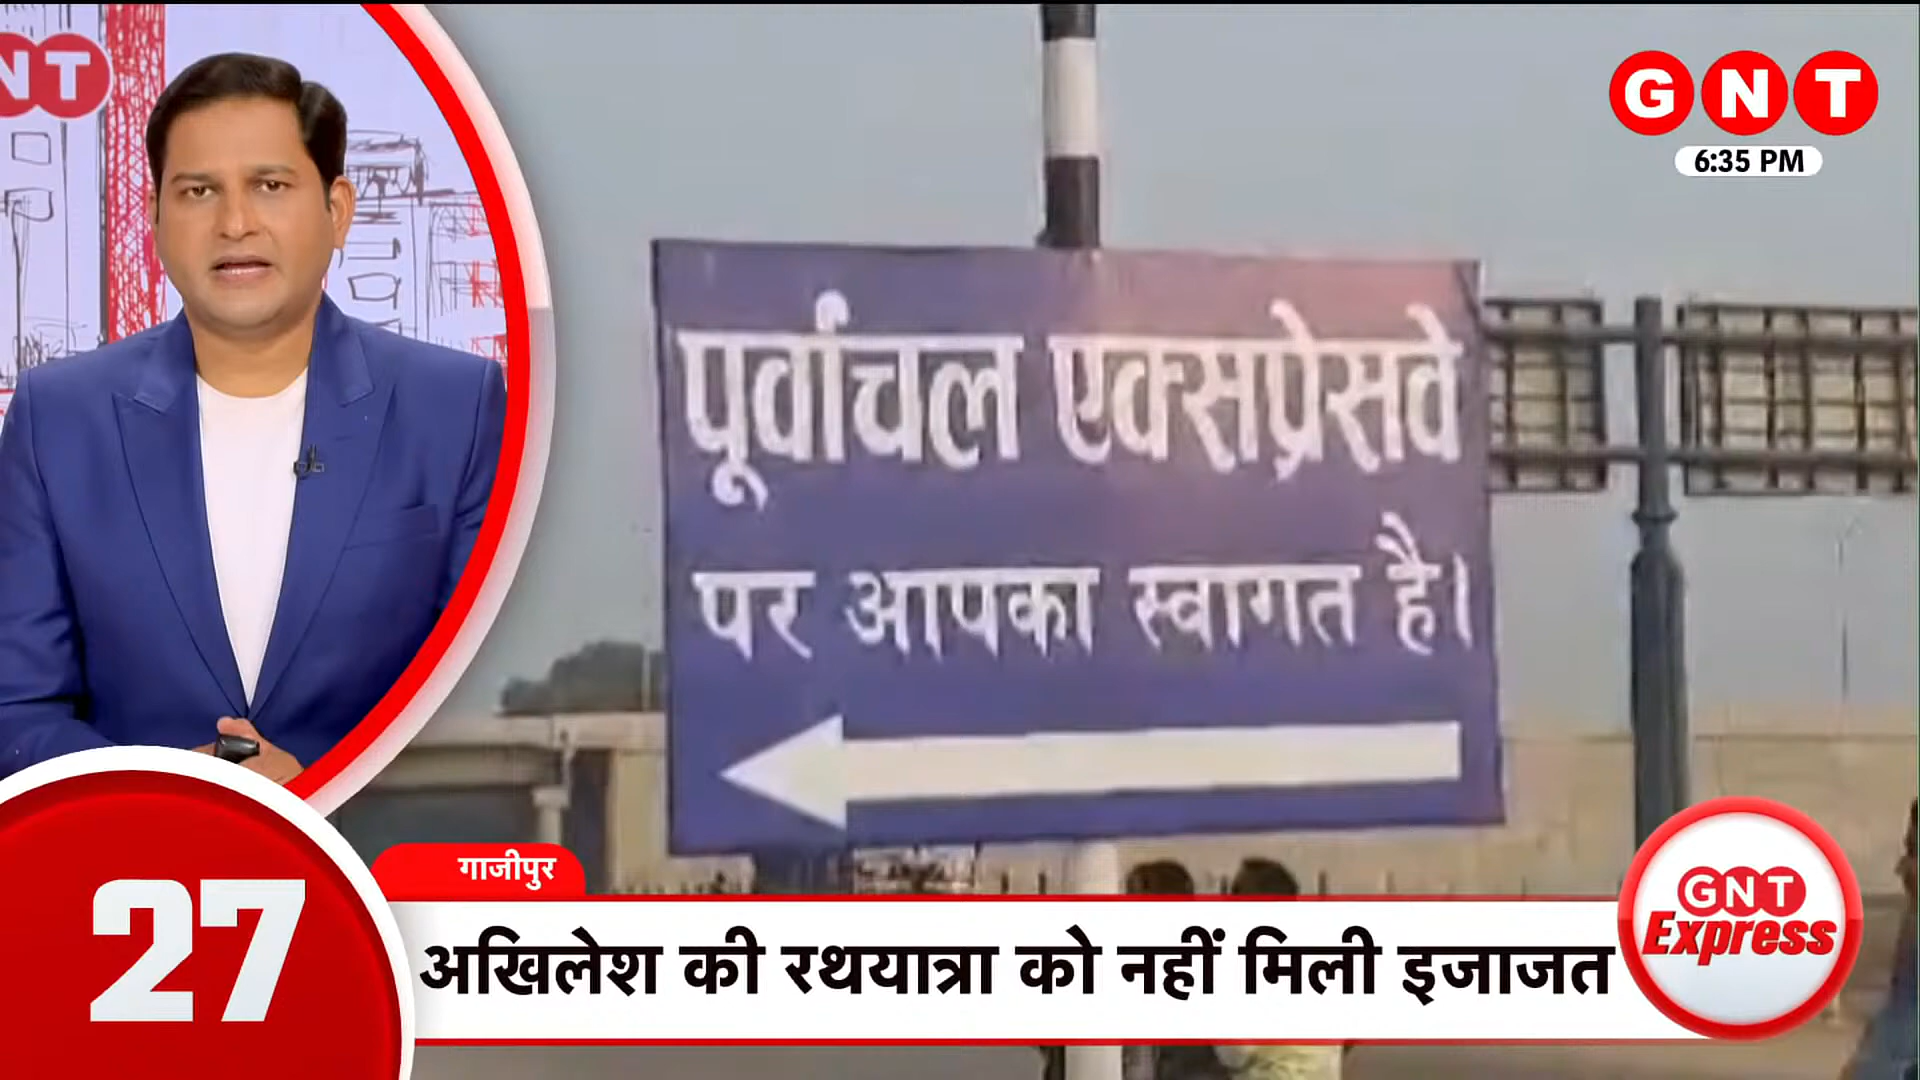 NT
GNT
6:35 PM
पूर्वांचल एक्सप्रेसवे
पर आपका स्वागत है।
गाजीपुर
27
अखिलेश की रथयात्रा को नहीं मिली इजाजत
GNT
Express